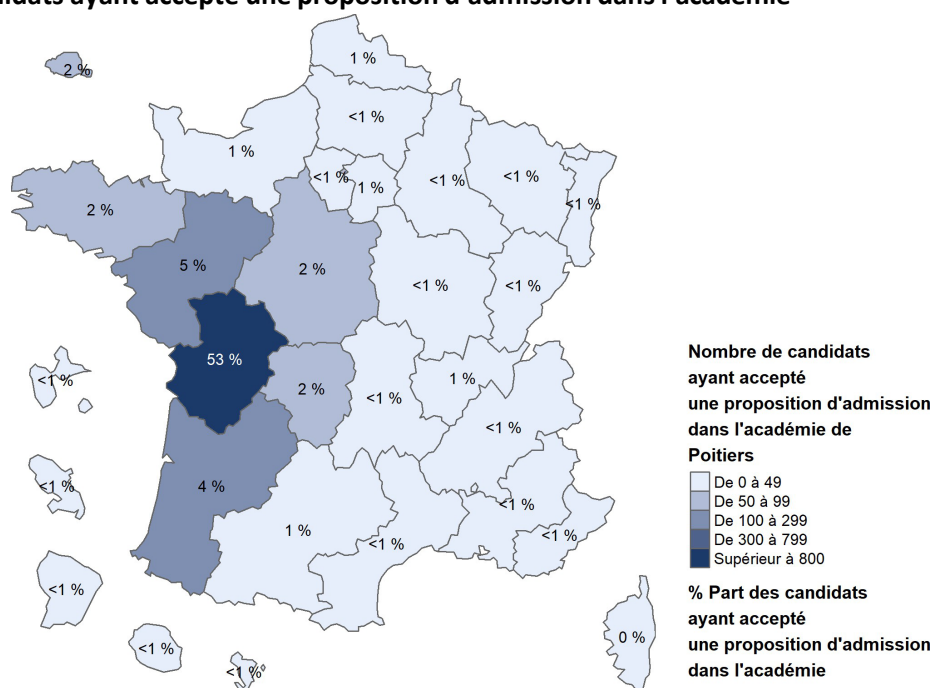 didats ayant accepté une proposition d'admission dans l'académie
1 %
2 %
<1 %
1 %
<1 %
1 %
<1 %
<1 %
<1 %
2 %
5 %
2 %
<1 %
<1 %
53 %
<1 %
2 %
<1 %
1 %
<1 %
<1 %
4 %
<1 %
1 %
<1 %
<1 %
<1 %
<1 %
<1 %
0 %
Nombre de candidats
ayant accepté
une proposition d'admission
dans l'académie de
Poitiers
De 0 à 49
De 50 à 99
De 100 à 299
De 300 à 799
Supérieur à 800
% Part des candidats
ayant accepté
une proposition d'admission
dans l'académie